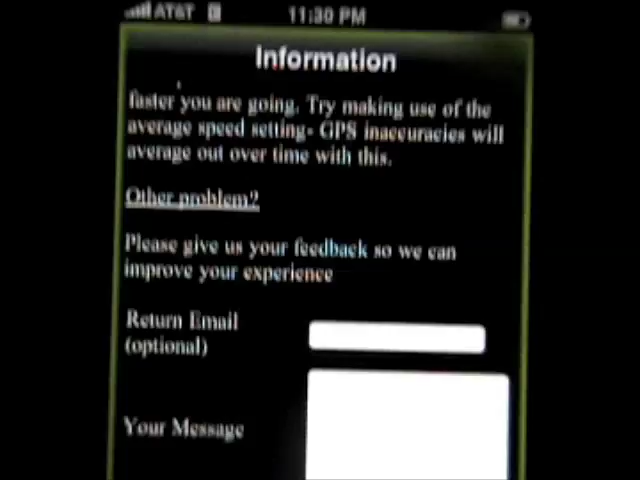 AT&T E 11:30 PM
Information
faster you are going. Try making use of the
average speed setting- GPS inaccuracies will
average out over time with this.
Other problem?
Please give us your feedback so we can
improve your experience
Return Email
(optional)
Your Message